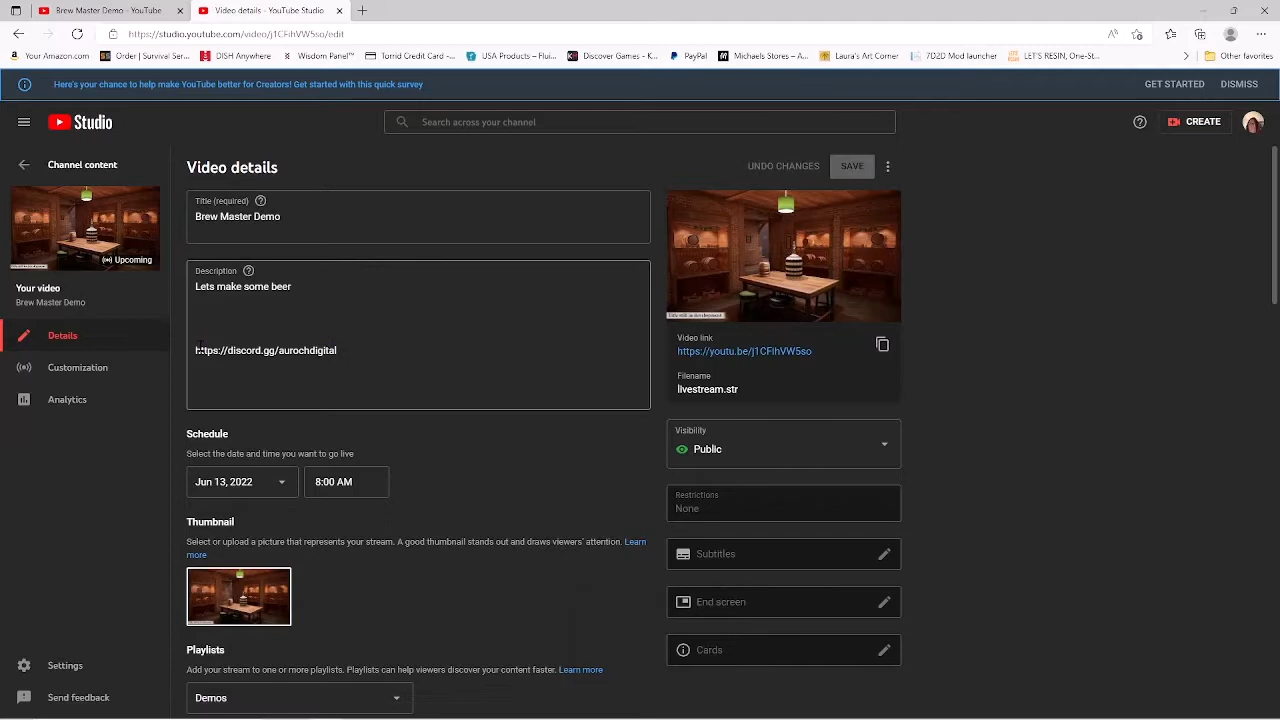 Brew Master Demo - YouTube
Video details - YouTube Studio
https://studio.youtube.com/video/j1CFihVW5so/edit
Your Amazon.com
Order | Survival Ser...
DISH Anywhere
Wisdom Panel™
Torrid Credit Card -...
USA Products – Flui...
Discover Games - K...
PayPal
Michaels Stores – A...
Laura's Art Corner
7D2D Mod launcher
LET'S RESIN, One-St...
Other favorites
Here's your chance to help make YouTube better for Creators! Get started with this quick survey
GET STARTED
DISMISS
Studio
Search across your channel
CREATE
Channel content
Video details
UNDO CHANGES
SAVE
Title (required)
Brew Master Demo
Upcoming
Description
Lets make some beer
https://discord.gg/aurochdigital
Your video
Brew Master Demo
Details
Customization
Analytics
Title still in development
Video link
https://youtu.be/j1CFihVW5so
Filename
livestream.str
Schedule
Select the date and time you want to go live
Jun 13, 2022
8:00 AM
Visibility
Public
Restrictions
None
Thumbnail
Select or upload a picture that represents your stream. A good thumbnail stands out and draws viewers' attention. Learn
more
Subtitles
End screen
Cards
Playlists
Add your stream to one or more playlists. Playlists can help viewers discover your content faster. Learn more
Demos
Settings
Send feedback